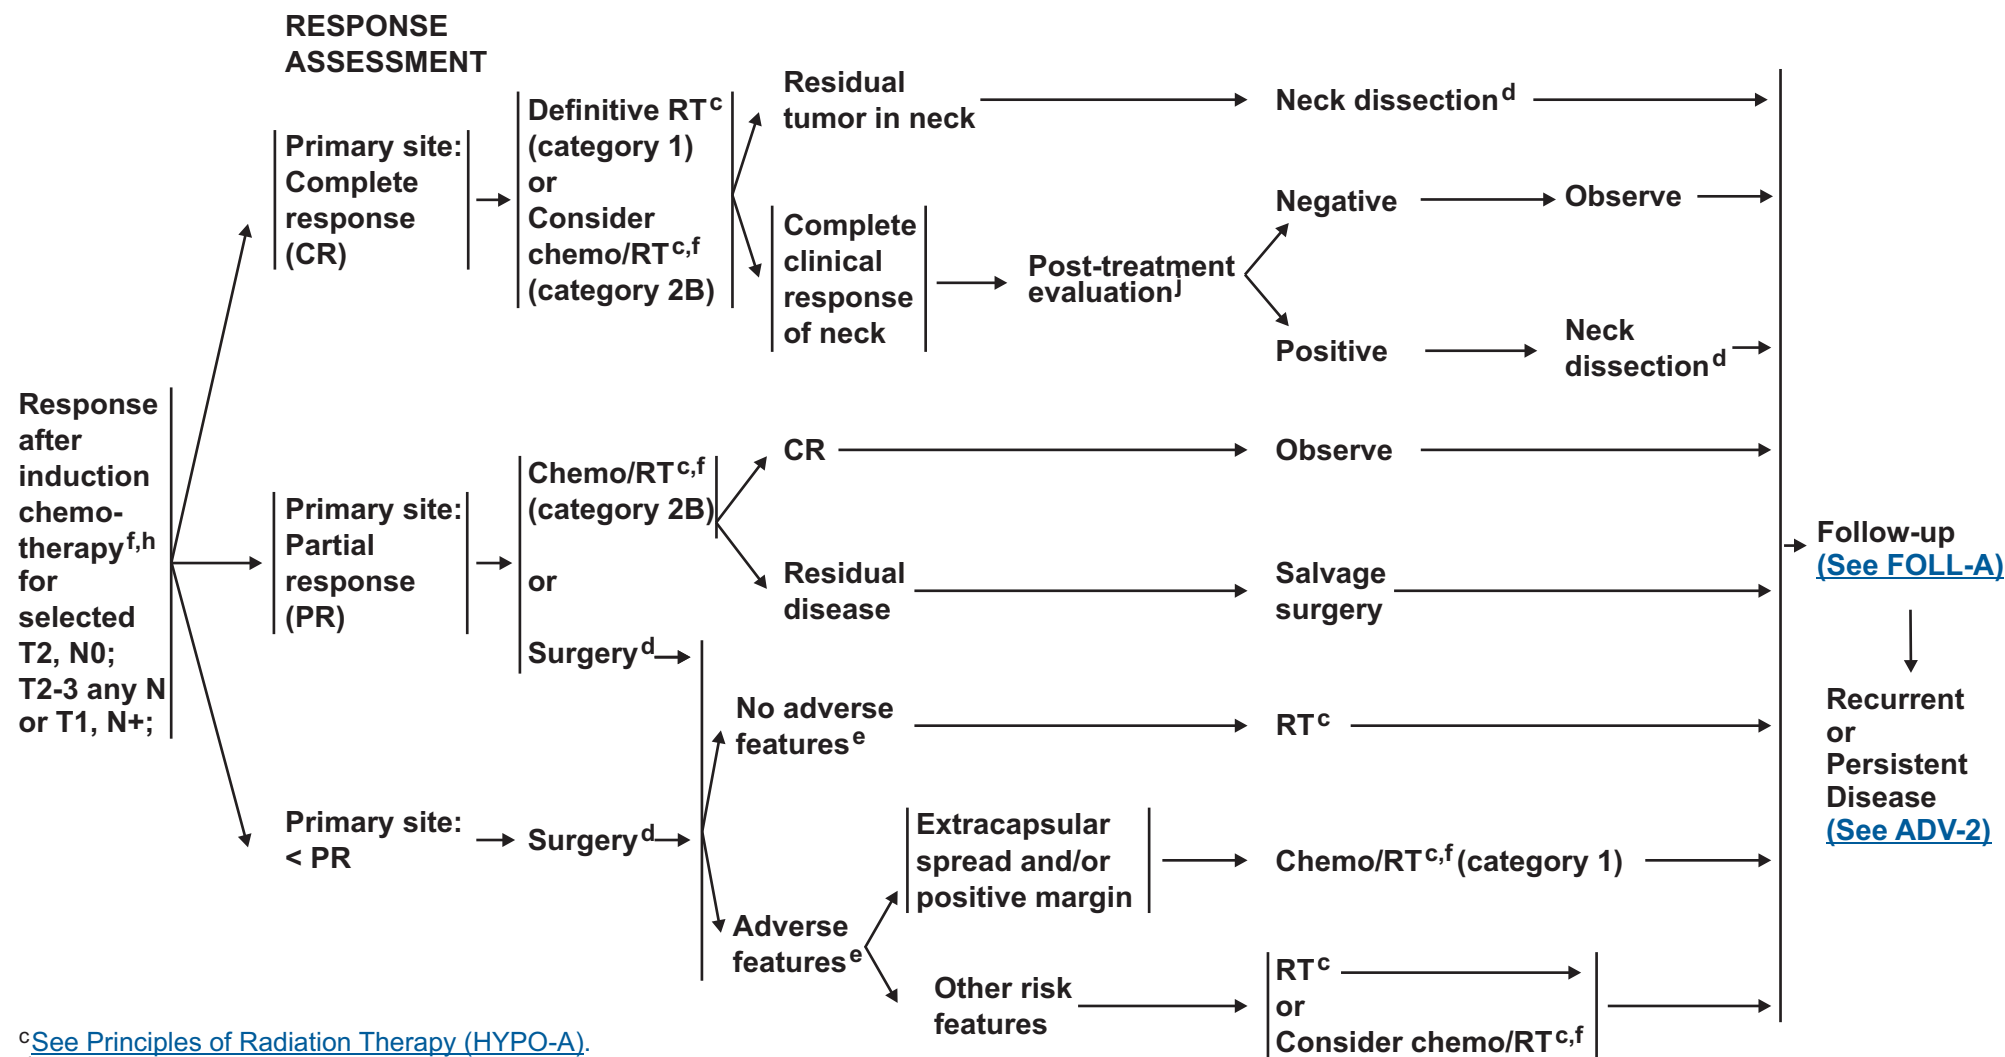 RESPONSE
ASSESSMENT
Response
after
induction
chemo-
therapy f,h
for
selected
T2, N0;
T2-3 any N
or T1, N+;
Primary site:
Complete
response
(CR)
Definitive RT c
(category 1)
or
Consider
chemo/RT c,f
(category 2B)
Residual
tumor in neck
Neck dissection d
Complete
clinical
response
of neck
Post-treatment
evaluation j
Negative
Observe
Positive
Neck
dissection d
Primary site:
Partial
response
(PR)
Chemo/RT c,f
(category 2B)
or
Surgery d
CR
Observe
Residual
disease
Salvage
surgery
Primary site:
< PR
Surgery d
No adverse
features e
RT c
Adverse
features e
Extracapsular
spread and/or
positive margin
Chemo/RT c,f (category 1)
Other risk
features
RT c
or
Consider chemo/RT c,f
Follow-up
(See FOLL-A)
Recurrent
or
Persistent
Disease
(See ADV-2)
c See Principles of Radiation Therapy (HYPO-A).